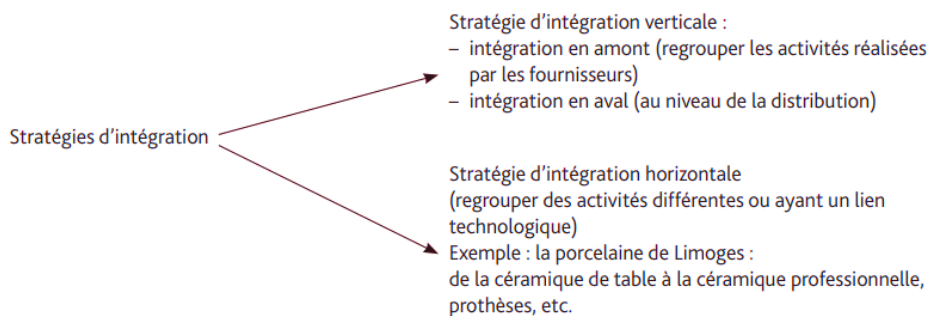 Stratégie d’intégration verticale :
– intégration en amont (regrouper les activités réalisées
par les fournisseurs)
– intégration en aval (au niveau de la distribution)
Stratégies d’intégration
Stratégie d’intégration horizontale
(regrouper des activités différentes ou ayant un lien
technologique)
Exemple : la porcelaine de Limoges :
de la céramique de table à la céramique professionnelle,
prothèses, etc.